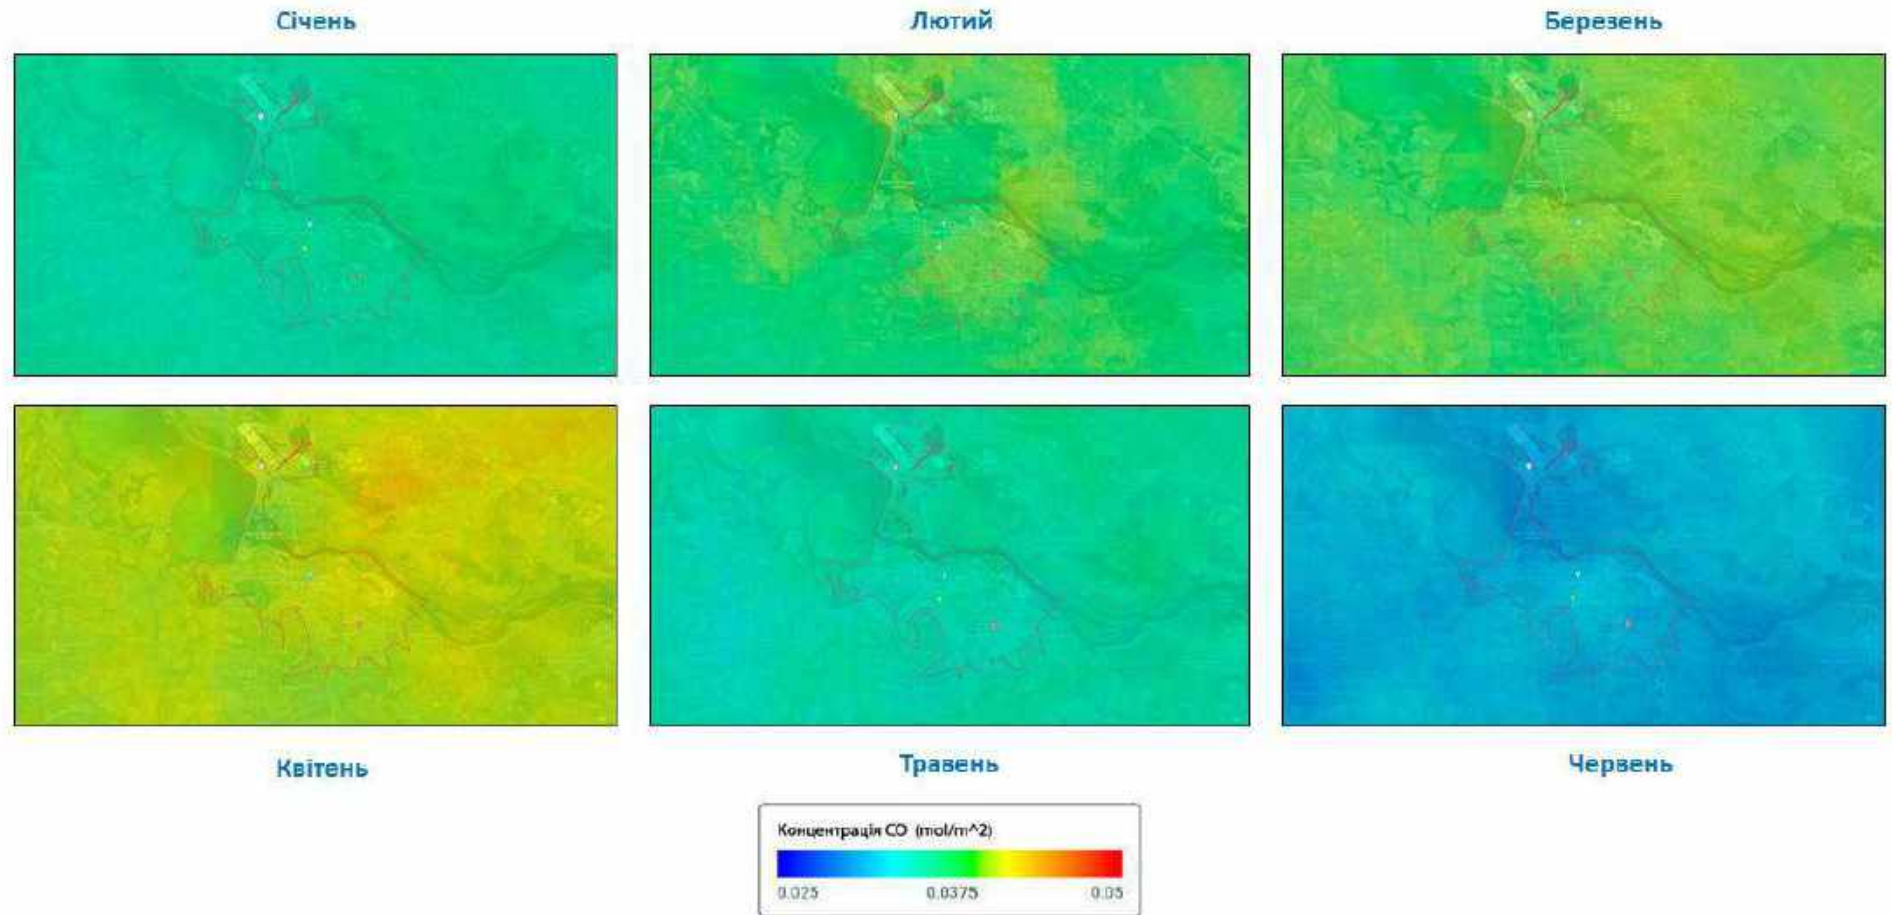 Січень
Лютий
Березень
Квітень
Травень
Червень
Концентрація CO (mol/m^2)
0.025
0.0375
0.05